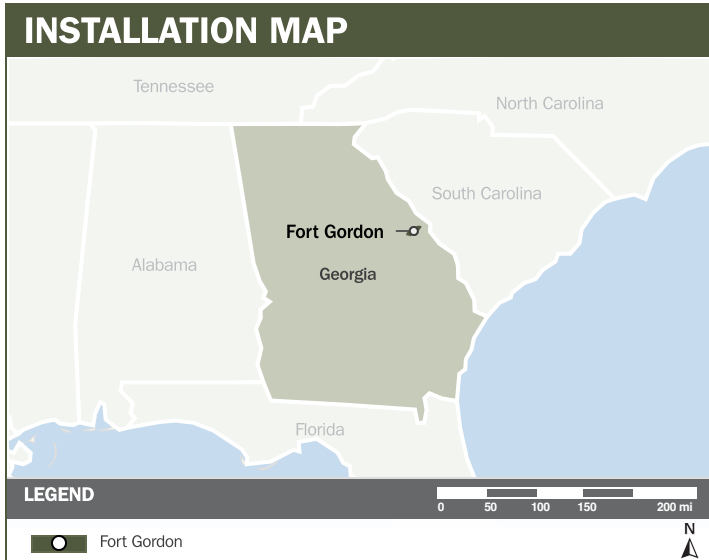 INSTALLATION MAP
Tennessee
North Carolina
South Carolina
Fort Gordon
Alabama
Georgia
Florida
LEGEND
0 50 100 150 200 mi
N
Fort Gordon